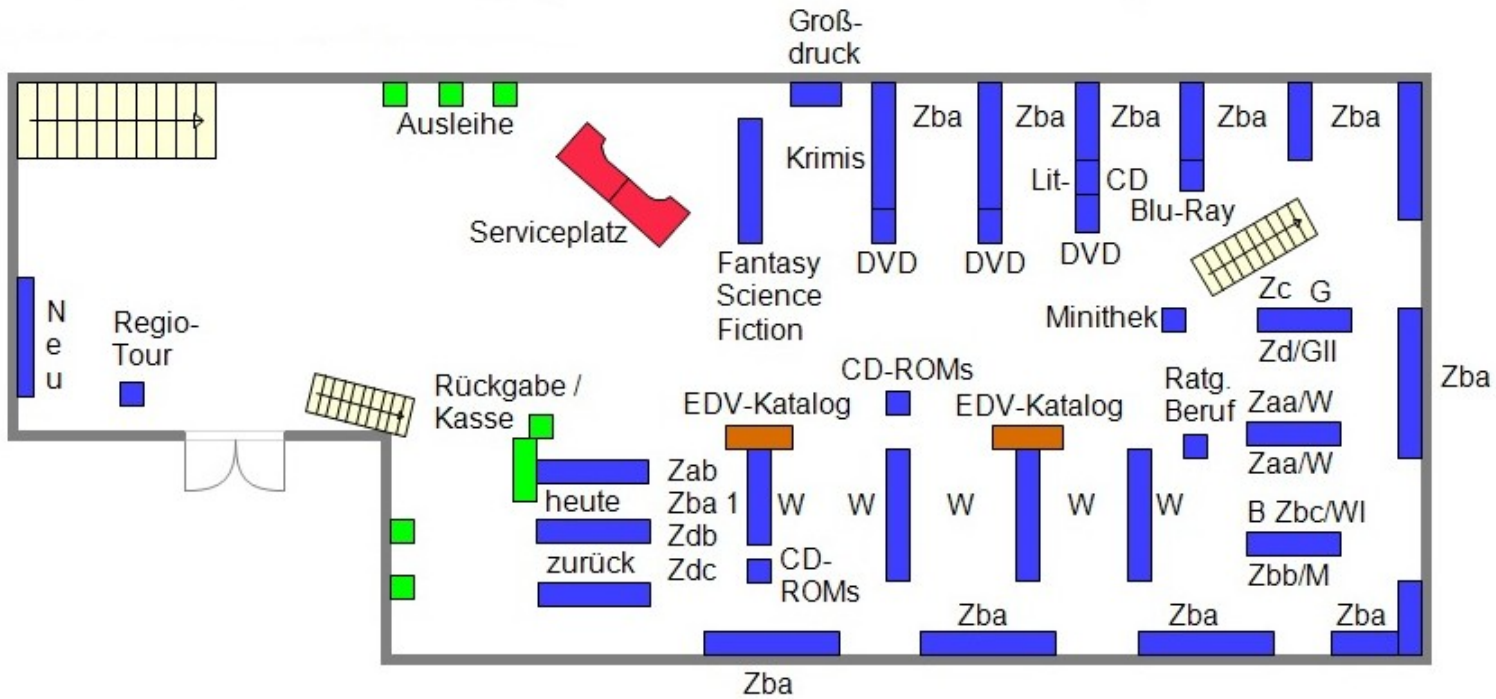 Groß-
druck
Ausleihe
Krimis
Zba
Zba
Zba
Zba
Zba
Lit-
CD
Blu-Ray
Serviceplatz
Fantasy
Science
Fiction
DVD
DVD
DVD
Neu
Regio-
Tour
Minithek
Zc G
Zd/GII
Zba
Rückgabe /
Kasse
CD-ROMs
EDV-Katalog
EDV-Katalog
Ratg.
Beruf
Zaa/W
Zaa/W
heute
zurück
Zab
Zba 1
Zdb
Zdc
W
W
W
W
W
CD-
ROMs
B Zbc/WI
Zbb/M
Zba
Zba
Zba
Zba